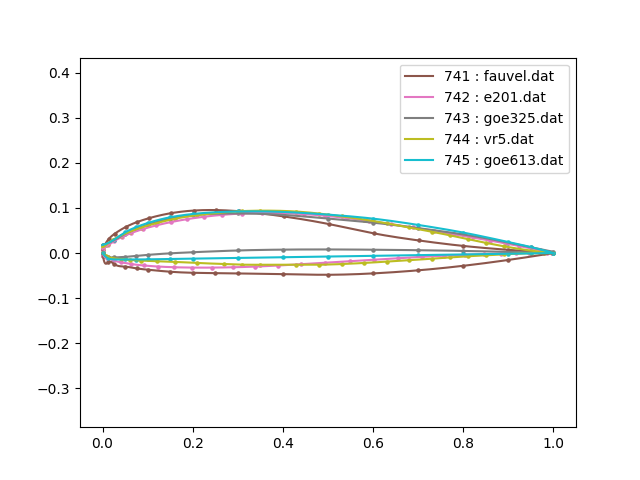 0.4
0.3
0.2
0.1
0.0
−0.1
−0.2
−0.3
0.0 0.2 0.4 0.6 0.8 1.0
741 : fauvel.dat
742 : e201.dat
743 : goe325.dat
744 : vr5.dat
745 : goe613.dat